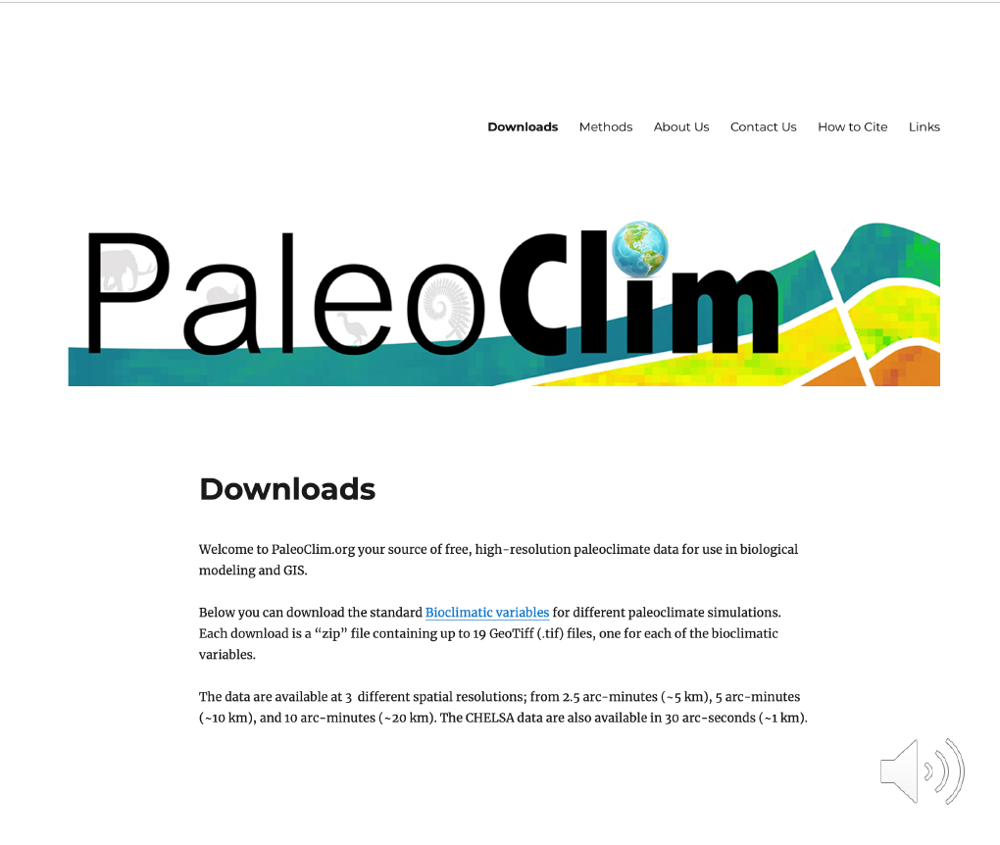 Downloads Methods About Us Contact Us How to Cite Links
PaleoClim
Downloads
Welcome to PaleoClim.org your source of free, high-resolution paleoclimate data for use in biological
modeling and GIS.
Below you can download the standard Bioclimatic variables for different paleoclimate simulations.
Each download is a “zip” file containing up to 19 GeoTiff (.tif) files, one for each of the bioclimatic
variables.
The data are available at 3  different spatial resolutions; from 2.5 arc-minutes (~5 km), 5 arc-minutes
(~10 km), and 10 arc-minutes (~20 km). The CHELSA data are also available in 30 arc-seconds (~1 km).